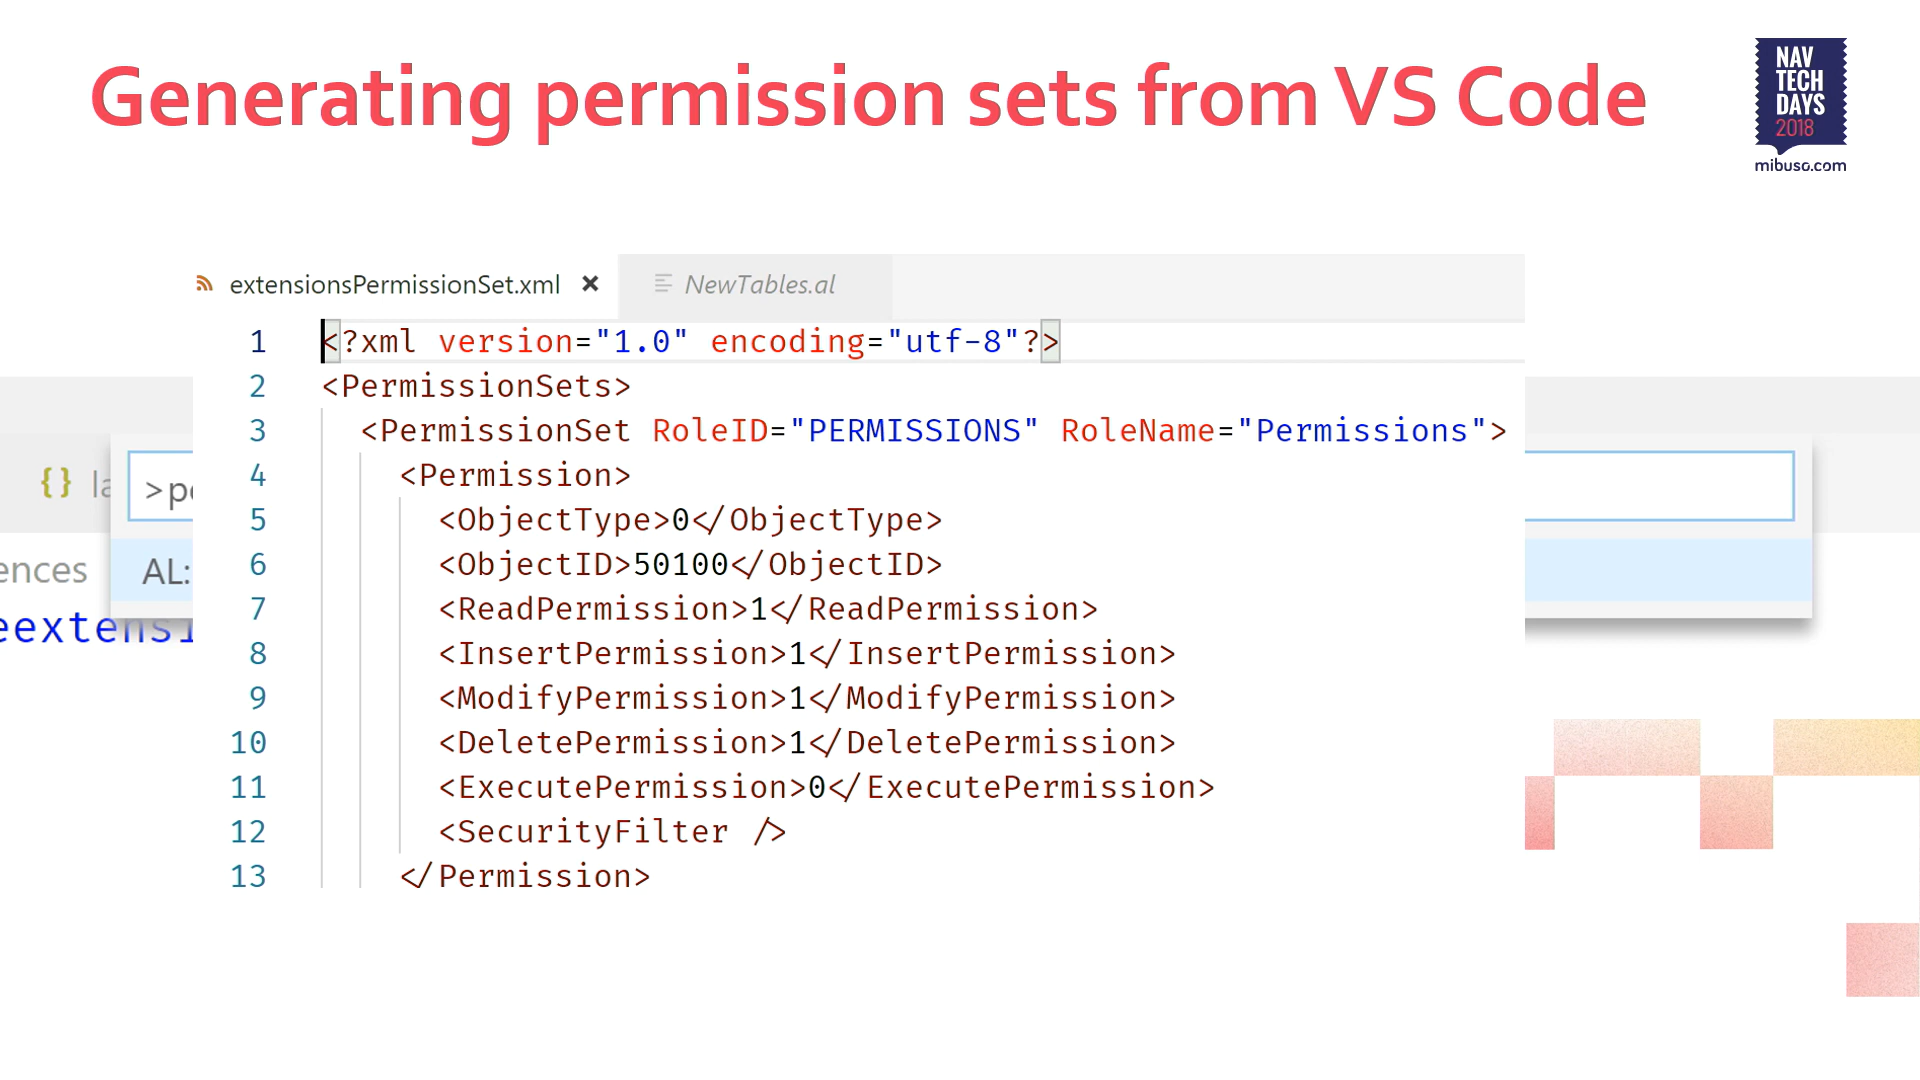 Generating permission sets from VS Code
NAV
TECH
DAYS
2018
mibuso.com
extensionsPermissionSet.xml
NewTables.al
1 <?xml version="1.0" encoding="utf-8"?>
2 <PermissionSets>
3 <PermissionSet RoleID="PERMISSIONS" RoleName="Permissions">
4 <Permission>
5 <ObjectType>0</ObjectType>
6 <ObjectID>50100</ObjectID>
7 <ReadPermission>1</ReadPermission>
8 <InsertPermission>1</InsertPermission>
9 <ModifyPermission>1</ModifyPermission>
10 <DeletePermission>1</DeletePermission>
11 <ExecutePermission>0</ExecutePermission>
12 <SecurityFilter />
13 </Permission>
{}
>p
ences
AL:
eextensi